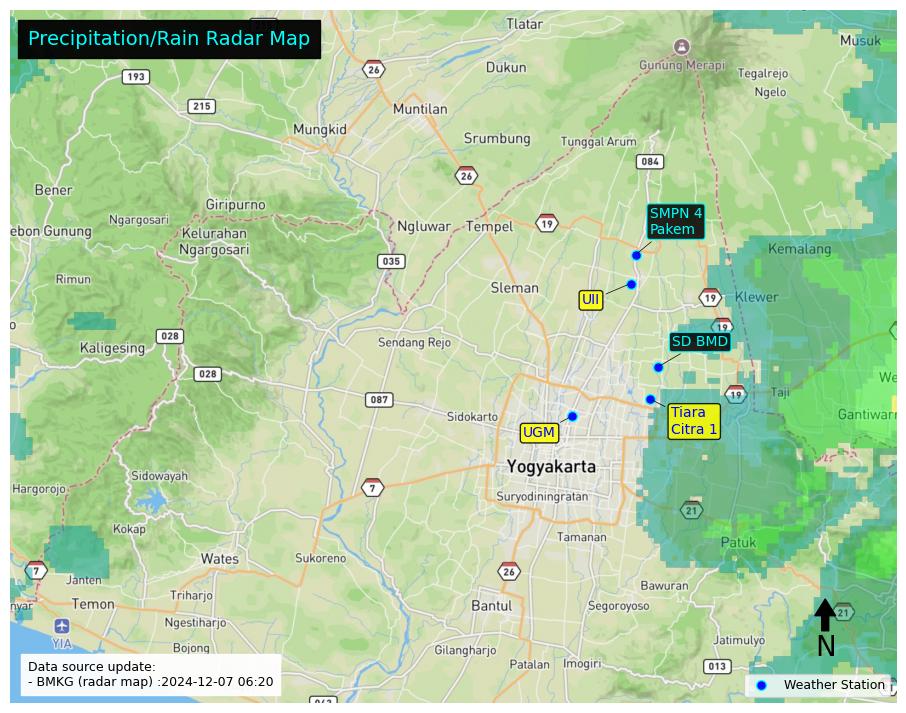 Precipitation/Rain Radar Map
Tlatar
Musuk
26
193
Dukun
Gunung Merapi
Tegalrejo
Ngelo
215
Muntilan
Mungkid
Srumbung
Tunggal Arum
084
26
Bener
Giripurno
SMPN 4
Pakem
Ngargosari
ebon Gunung
Kelurahan
Ngargosari
Ngluwar
Tempel
19
Kemalang
035
Rimun
Sleman
UII
19
Klewer
19
028
Kaligesing
Sendang Rejo
SD BMD
028
We
087
19
Taji
Sidokarto
Tiara
Citra 1
Gantiwar
UGM
Yogyakarta
Sidowayah
Hargorojo
7
Suryodiningratan
21
Kokap
Tamanan
Patuk
Wates
Sukoreno
7
Janten
26
Bawuran
Triharjo
nyar
Temon
Bantul
Segoroyoso
21
Ngestiharjo
YIA
N
Bojong
Gilangharjo
Jatimulyo
Patalan
Imogiri
013
Data source update:
- BMKG (radar map) :2024-12-07 06:20
Weather Station